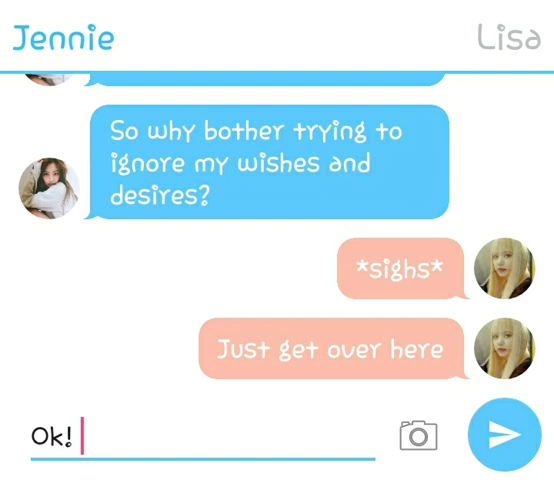 Jennie
Lisa
So why bother trying to
ignore my wishes and
desires?
*sighs*
Just get over here
Ok!